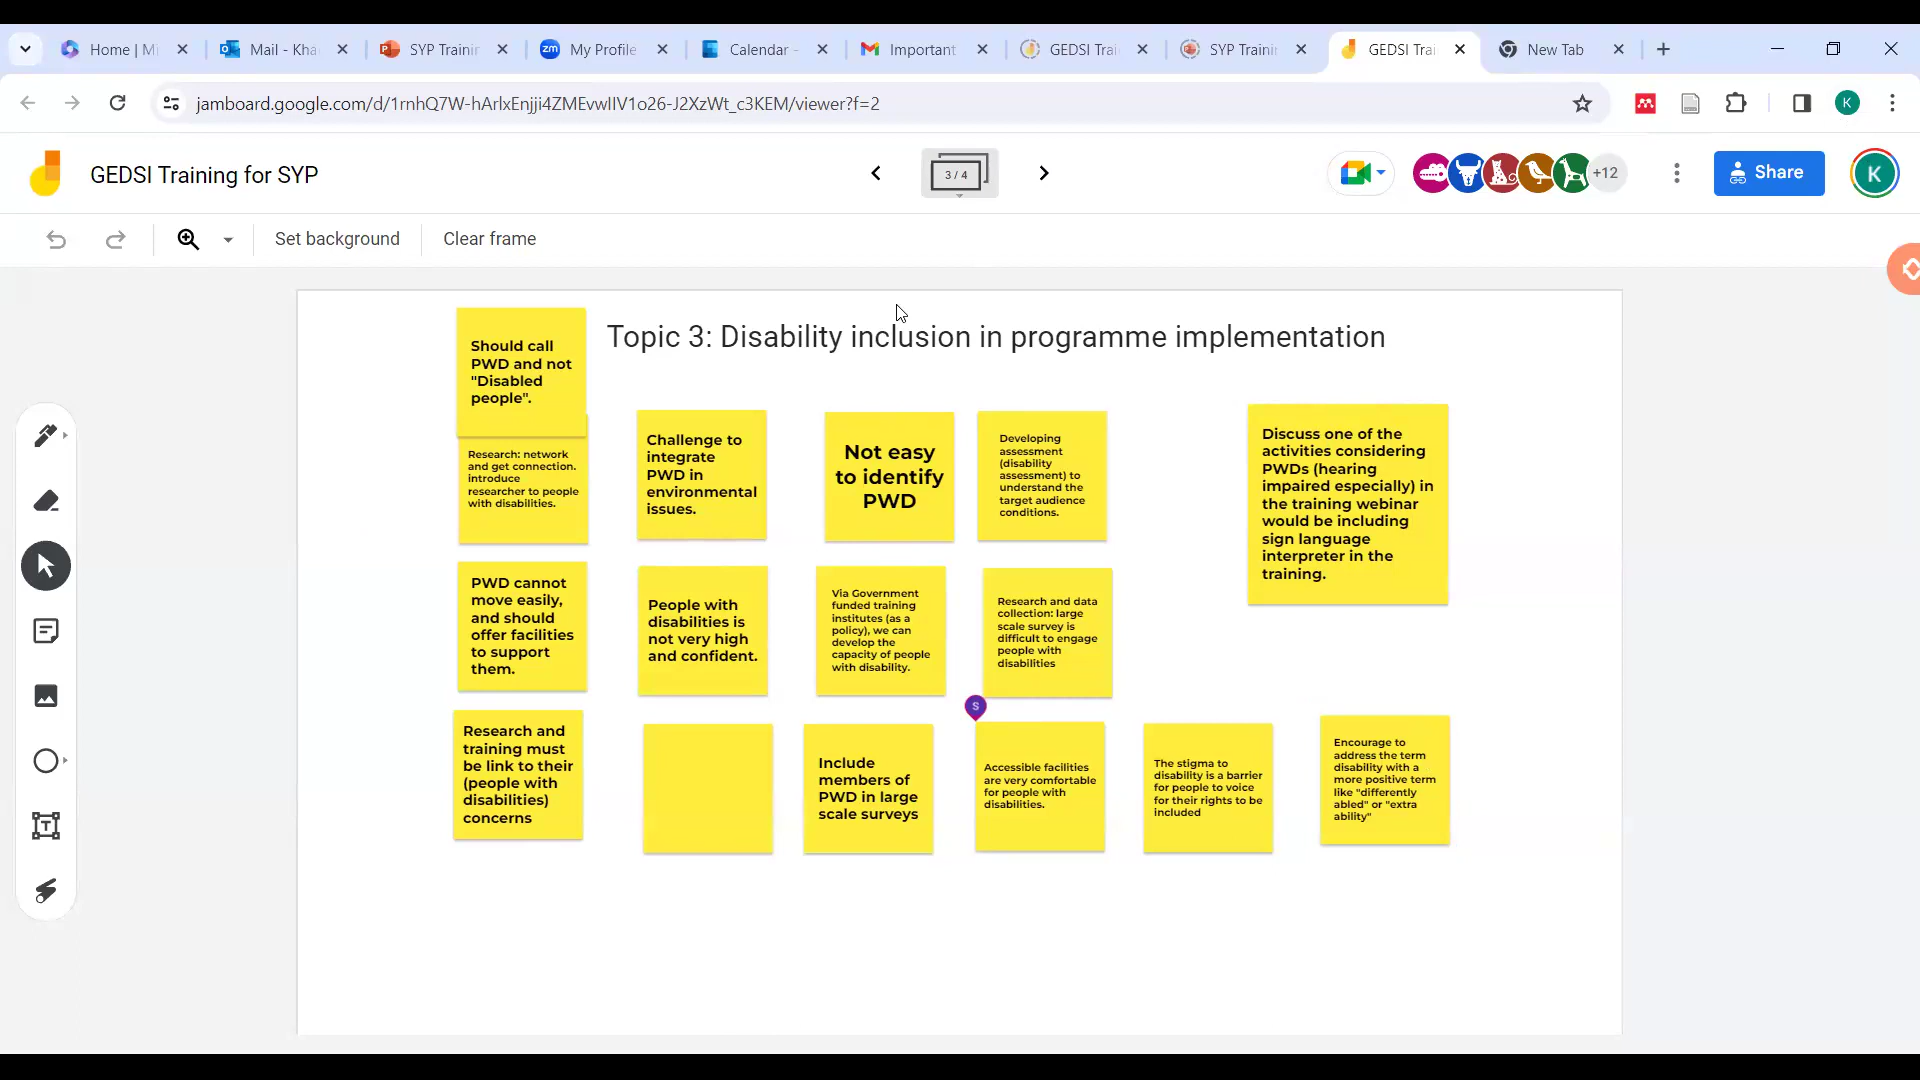 Home | Mi
Mail - Kha
SYP Trainin
My Profile
Calendar -
Important
GEDSI Trai
SYP Trainin
GEDSI Trai
New Tab
jamboard.google.com/d/1rnhQ7W-hArlxEnjji4ZMEvwIIV1o26-J2XzWt_c3KEM/viewer?f=2
K
GEDSI Training for SYP
3 / 4
+12
Share
K
Set background
Clear frame
Topic 3: Disability inclusion in programme implementation
Should call
PWD and not
"Disabled
people".
Research: network
and get connection.
introduce
researcher to people
with disabilities.
Challenge to
integrate
PWD in
environmental
issues.
Not easy
to identify
PWD
Developing
assessment
(disability
assessment) to
understand the
target audience
conditions.
Discuss one of the
activities considering
PWDs (hearing
impaired especially) in
the training webinar
would be including
sign language
interpreter in the
training.
PWD cannot
move easily,
and should
offer facilities
to support
them.
People with
disabilities is
not very high
and confident.
Via Government
funded training
institutes (as a
policy), we can
develop the
capacity of people
with disability.
Research and data
collection: large
scale survey is
difficult to engage
people with
disabilities
S
Research and
training must
be link to their
(people with
disabilities)
concerns
Include
members of
PWD in large
scale surveys
Accessible facilities
are very comfortable
for people with
disabilities.
The stigma to
disability is a barrier
for people to voice
for their rights to be
included
Encourage to
address the term
disability with a
more positive term
like "differently
abled" or "extra
ability"